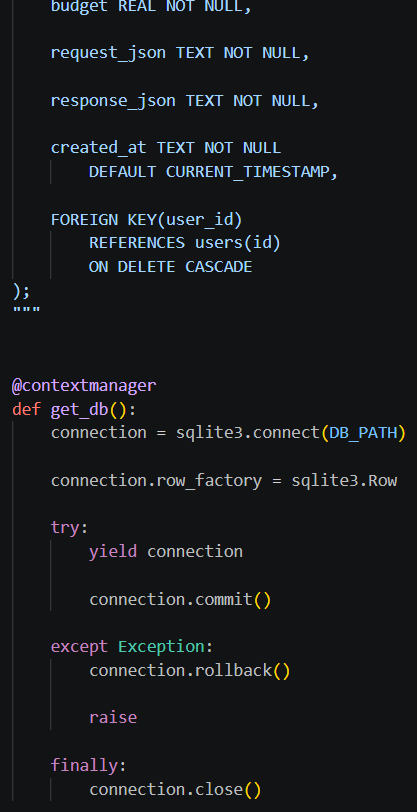 budget REAL NOT NULL,
request_json TEXT NOT NULL,
response_json TEXT NOT NULL,
created_at TEXT NOT NULL
DEFAULT CURRENT_TIMESTAMP,
FOREIGN KEY(user_id)
REFERENCES users(id)
ON DELETE CASCADE
);
"""
@contextmanager
def get_db():
connection = sqlite3.connect(DB_PATH)
connection.row_factory = sqlite3.Row
try:
yield connection
connection.commit()
except Exception:
connection.rollback()
raise
finally:
connection.close()